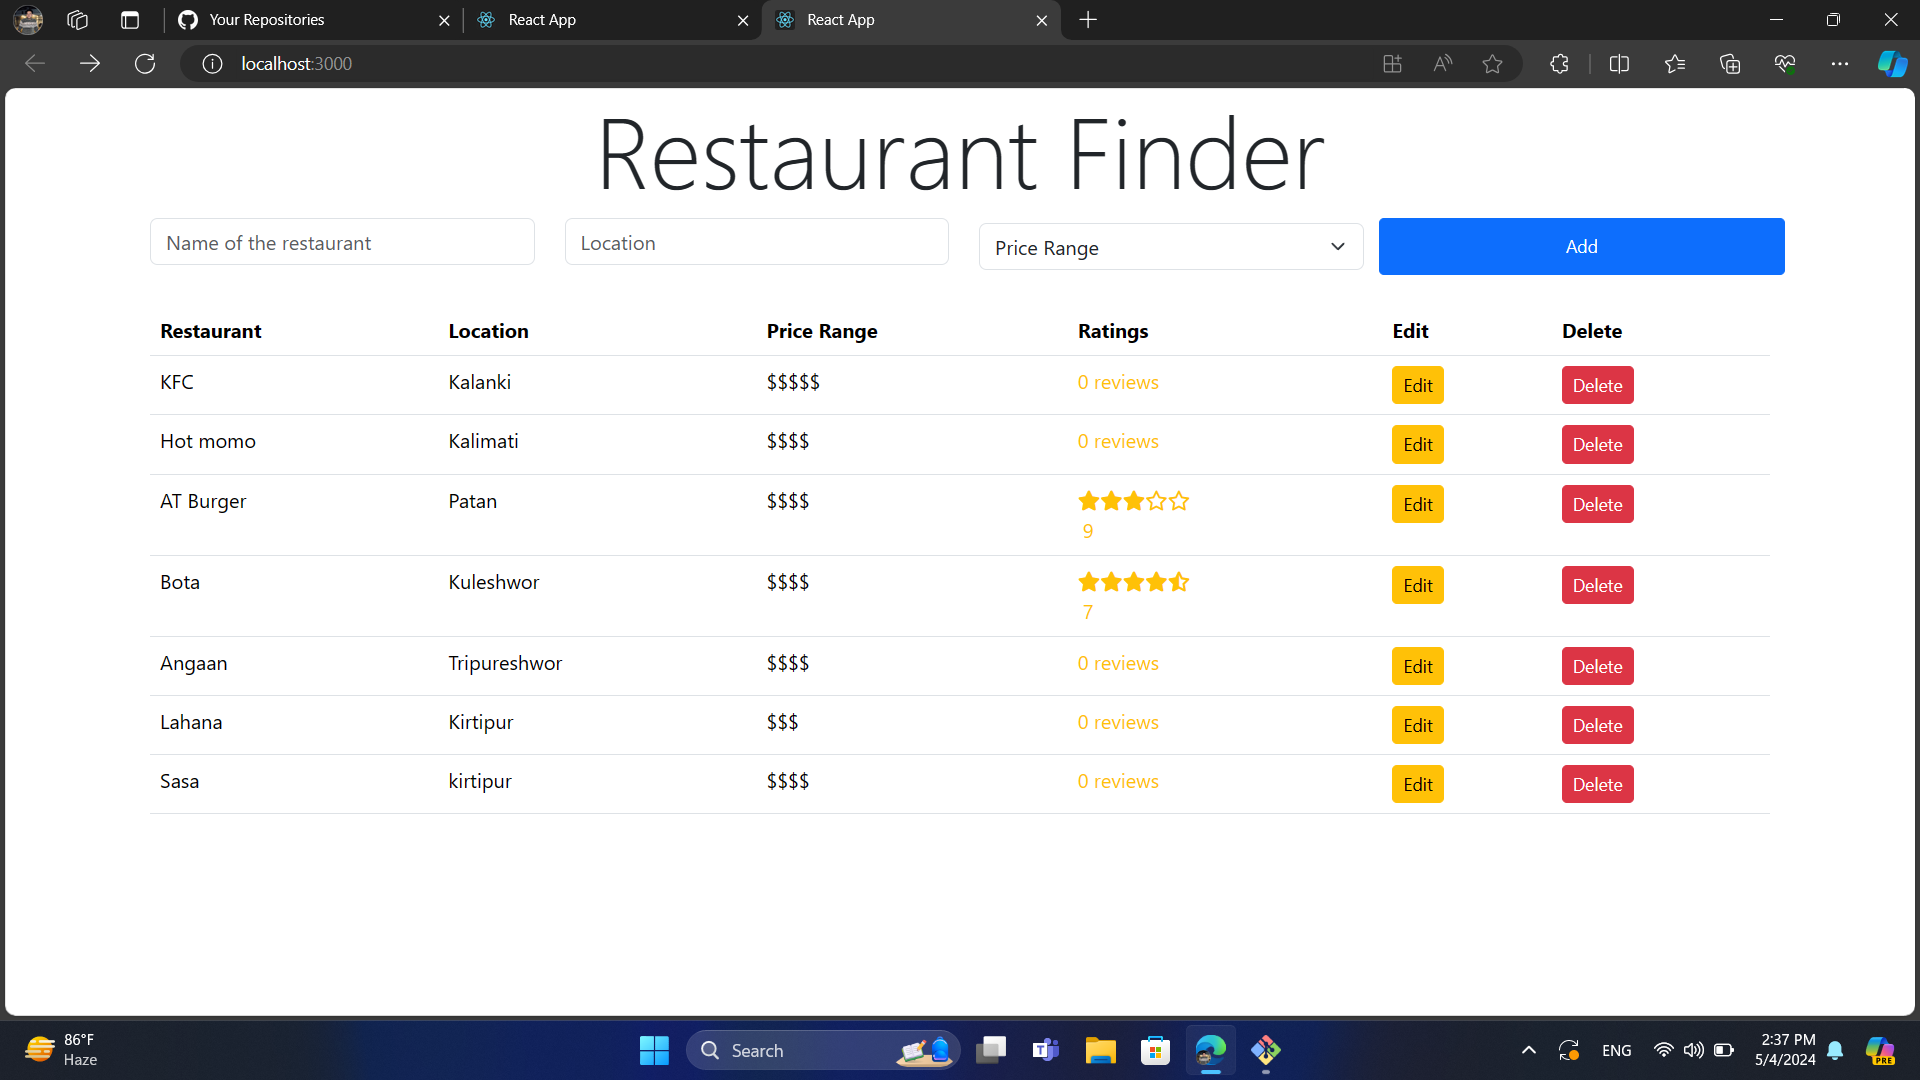 Your Repositories
React App
React App
localhost:3000
Restaurant Finder
Name of the restaurant Location Price Range Add
Restaurant Location Price Range Ratings Edit Delete
KFC Kalanki $$$$$ 0 reviews Edit Delete
Hot momo Kalimati $$$$ 0 reviews Edit Delete
AT Burger Patan $$$$ Edit Delete
9
Bota Kuleshwor $$$$ Edit Delete
7
Angaan Tripureshwor $$$$ 0 reviews Edit Delete
Lahana Kirtipur $$$ 0 reviews Edit Delete
Sasa kirtipur $$$$ 0 reviews Edit Delete
86°F
Haze
Search
ENG
2:37 PM
5/4/2024
PRE